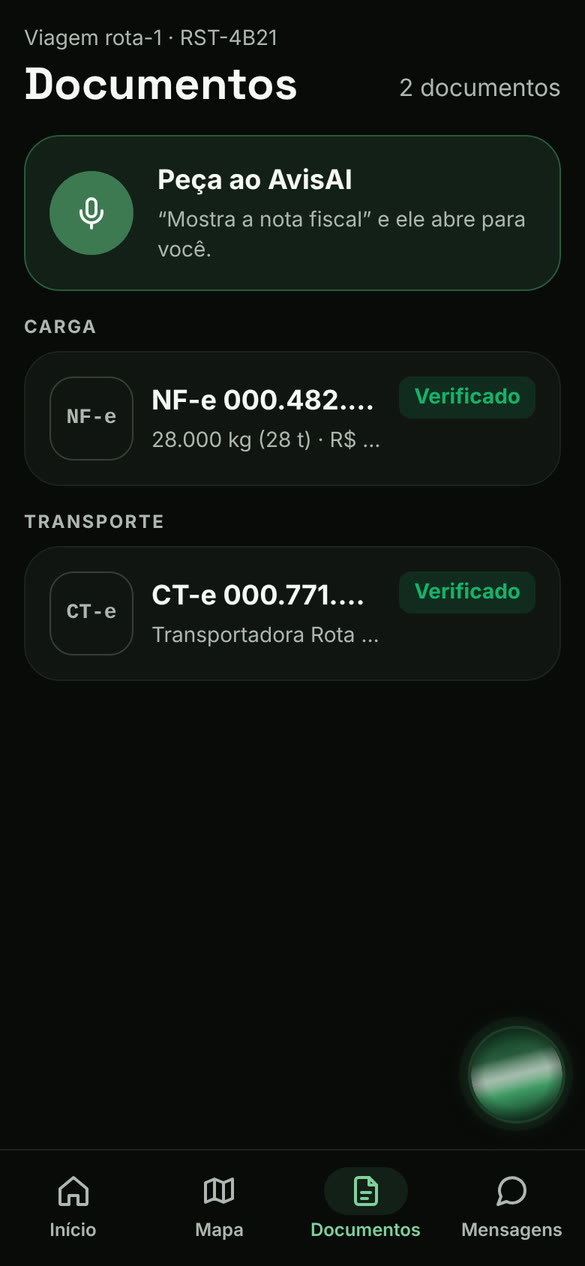 Viagem rota-1 · RST-4B21
Documentos
2 documentos
Peça ao AvisAI
“Mostra a nota fiscal” e ele abre para
você.
CARGA
NF-e
NF-e 000.482....
Verificado
28.000 kg (28 t) · R$ ...
TRANSPORTE
CT-e
CT-e 000.771....
Verificado
Transportadora Rota ...
Início
Mapa
Documentos
Mensagens